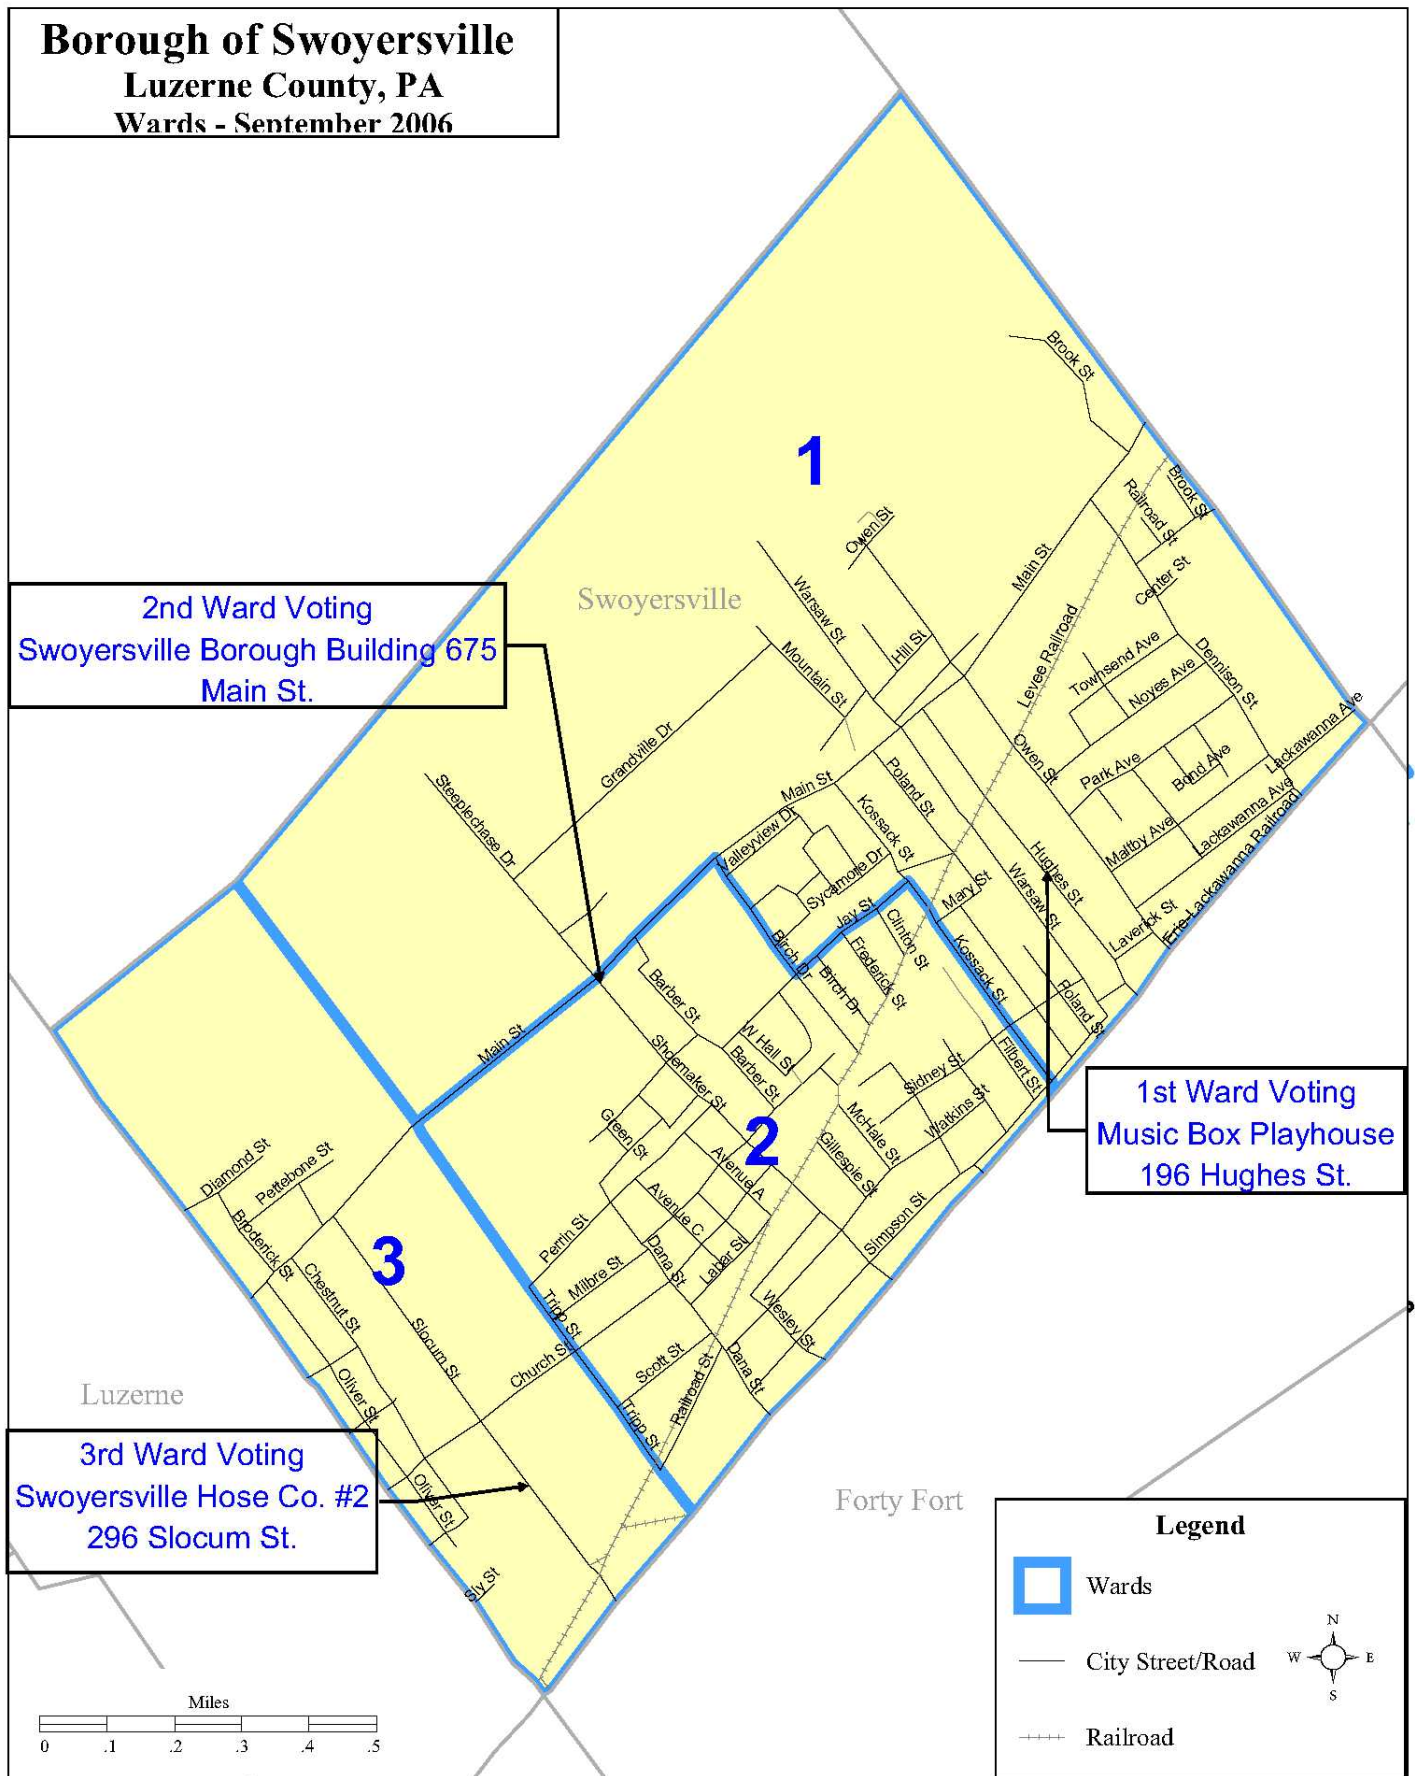 Borough of Swoyersville
Luzerne County, PA
Wards - September 2006
Brook St
1
Brook St
Railroad St
Owen St
Main St
Center St
2nd Ward Voting
Swoyersville Borough Building 675
Main St.
Swoyersville
Warsaw St
Hill St
Mountain St
Levee Railroad
Townsend Ave
Noyes Ave
Dennison St
Grandville Dr
Owen St
Lackawanna Ave
Park Ave
Bond Ave
Steeplechase Dr
Main St
Poland St
Kossack St
Valleyview Dr
Maltby Ave
Lackawanna Ave
Erie-Lackawanna Railroad
Sycamore Dr
Hughes St
Warsaw St
Mary St
Jay St
Clinton St
Laverick St
Birch Dr
Birch Dr
Frederick St
Kossack St
Barber St
Poland St
Main St
Shoemaker St
W Hall St
Barber St
Sidney St
Filbert St
Watkins St
1st Ward Voting
Music Box Playhouse
196 Hughes St.
Green St
2
McHale St
Gillespie St
Avenue A
Diamond St
Pettebone St
Avenue C
Simpson St
Broderick St
Perrin St
3
Chestnut St
Milbre St
Dana St
Labar St
Tripp St
Wesley St
Slocum St
Church St
Scott St
Dana St
Railroad St
Luzerne
Oliver St
Tripp St
3rd Ward Voting
Swoyersville Hose Co. #2
296 Slocum St.
Oliver St
Sly St
Forty Fort
Legend
Wards
City Street/Road
Railroad
N
W E
S
Miles
0 .1 .2 .3 .4 .5